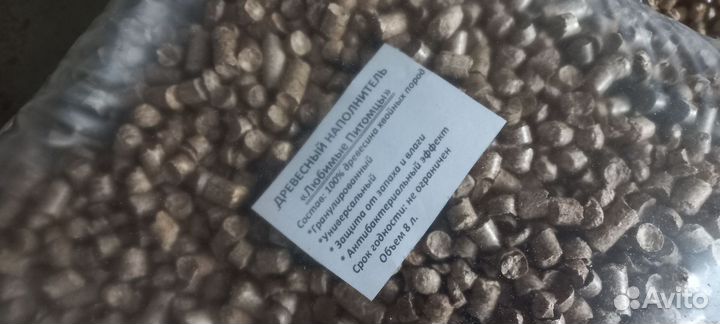 ДРЕВЕСНЫЙ НАПОЛНИТЕЛЬ
«Любимые Питомцы»
Состав: 100% древесина хвойных пород
*Гранулированный
*Универсальный
* Защита от запаха и влаги
* Антибактериальный эффект
Срок годности: не ограничен
Объем 8 л.
Avito